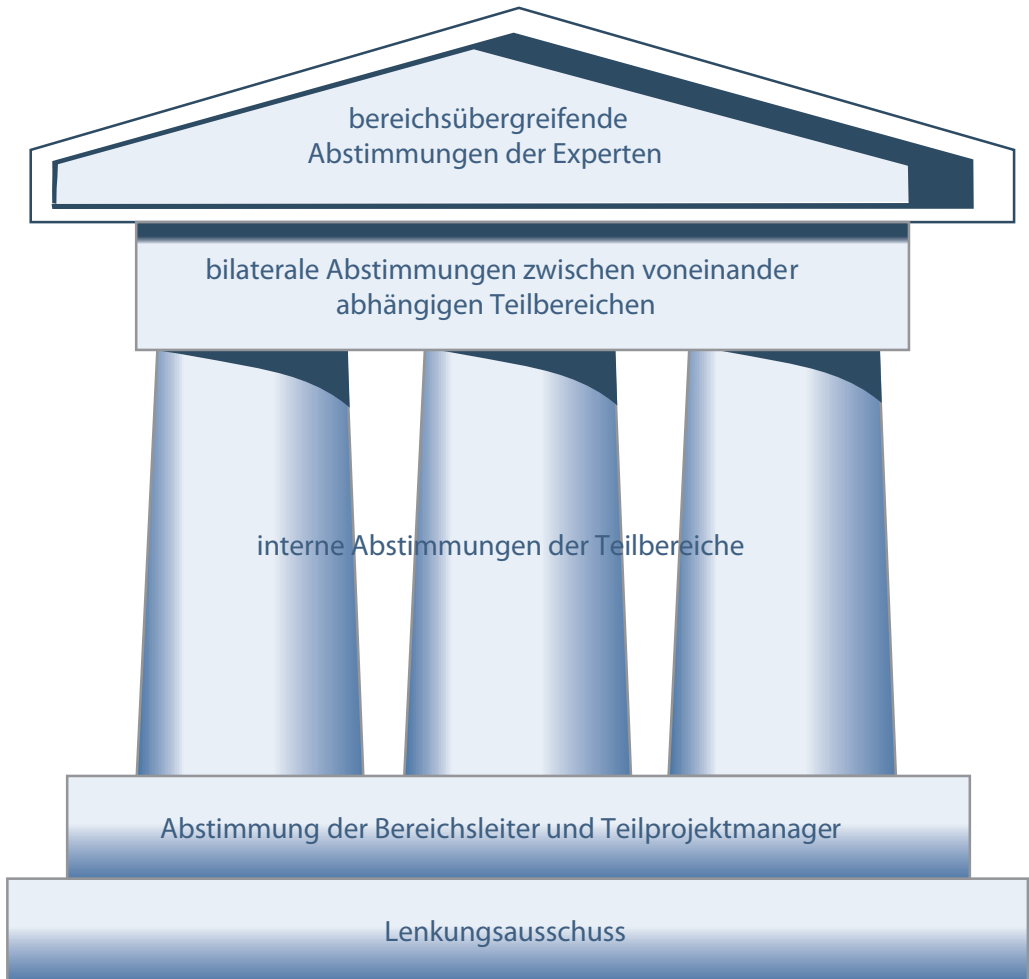 bereichsübergreifende
Abstimmungen der Experten
bilaterale Abstimmungen zwischen voneinander
abhängigen Teilbereichen
interne Abstimmungen der Teilbereiche
Abstimmung der Bereichsleiter und Teilprojektmanager
Lenkungsausschuss